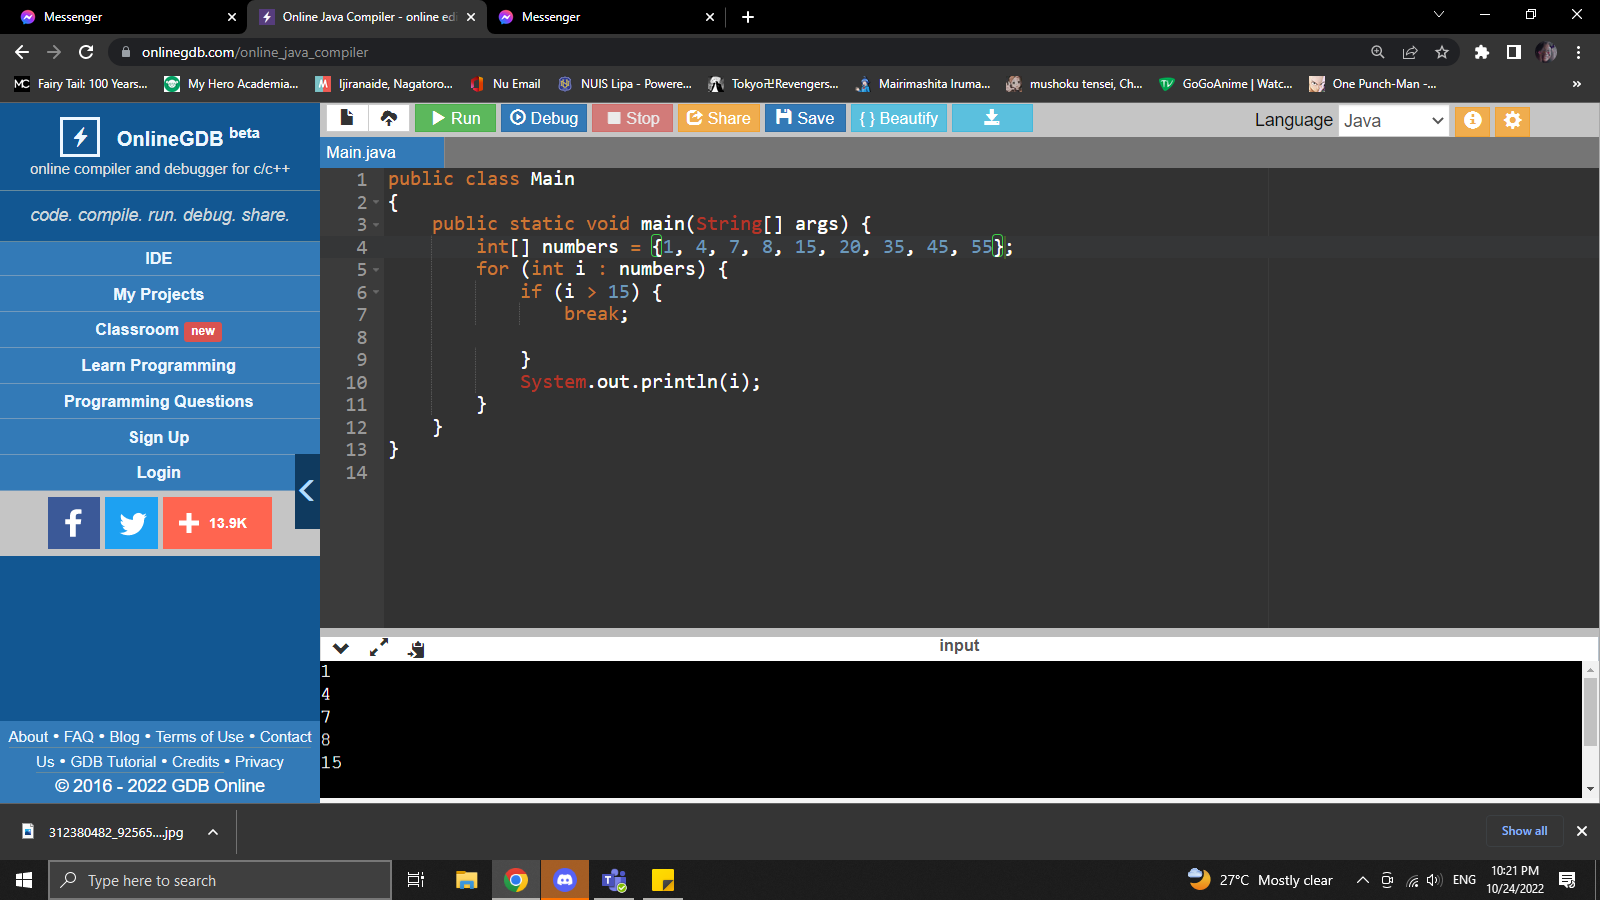 Messenger
Online Java Compiler - online edi
Messenger
onlinegdb.com/online_java_compiler
MC Fairy Tail: 100 Years...
My Hero Academia...
M Ijiranaide, Nagatoro...
Nu Email
NUIS Lipa - Powere...
Tokyo卍Revengers...
Mairimashita Iruma...
mushoku tensei, Ch...
TV GoGoAnime | Watc...
One Punch-Man -...
»
OnlineGDB beta
online compiler and debugger for c/c++
code. compile. run. debug. share.
IDE
My Projects
Classroom new
Learn Programming
Programming Questions
Sign Up
Login
f
+ 13.9K
About • FAQ • Blog • Terms of Use • Contact
Us • GDB Tutorial • Credits • Privacy
© 2016 - 2022 GDB Online
Run
Debug
Stop
Share
Save
{ } Beautify
Language Java
Main.java
1 public class Main
2 {
3     public static void main(String[] args) {
4         int[] numbers = {1, 4, 7, 8, 15, 20, 35, 45, 55};
5         for (int i : numbers) {
6             if (i > 15) {
7                 break;
8
9             }
10             System.out.println(i);
11         }
12     }
13 }
14
input
1
4
7
8
15
312380482_92565....jpg
Show all
Type here to search
27°C Mostly clear
ENG
10:21 PM
10/24/2022